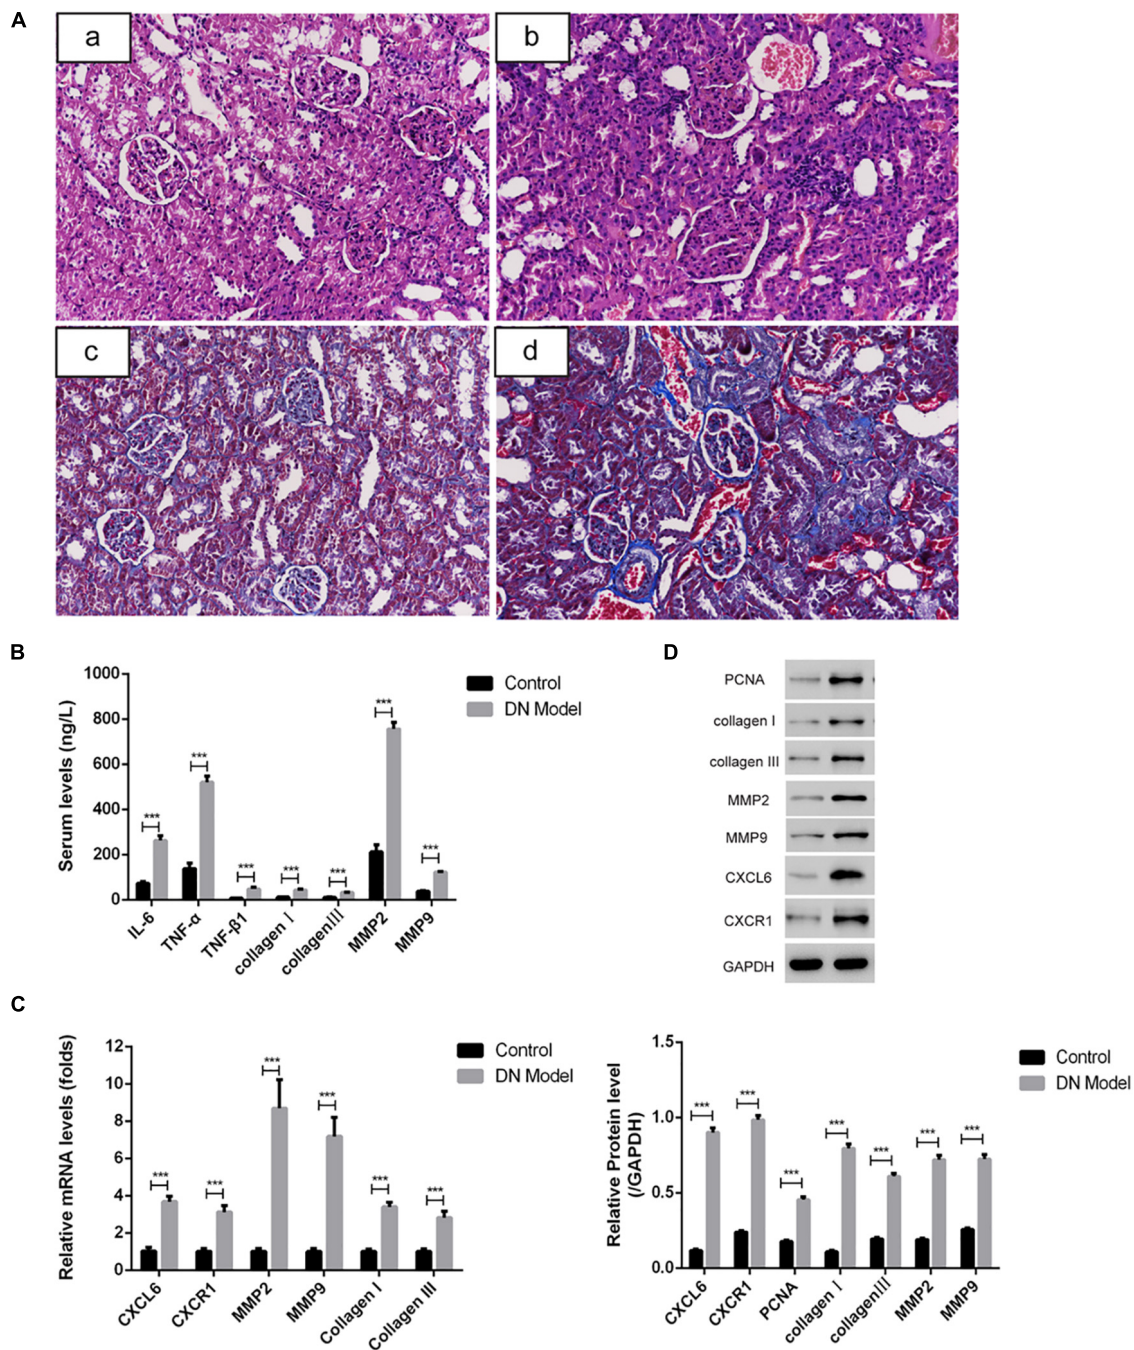 A
a
b
c
d
B
Serum levels (ng/L)
1000
800
600
400
200
0
***
***
***
***
***
***
***
IL-6
TNF-α
TNF-β1
collagen I
collagenIII
MMP2
MMP9
Control
DN Model
D
PCNA
collagen I
collagen III
MMP2
MMP9
CXCL6
CXCR1
GAPDH
C
Relative mRNA levels (folds)
12
10
8
6
4
2
0
***
***
***
***
***
***
CXCL6
CXCR1
MMP2
MMP9
Collagen I
Collagen III
Control
DN Model
Relative Protein level
(/GAPDH)
1.5
1.0
0.5
0.0
***
***
***
***
***
***
***
CXCL6
CXCR1
PCNA
collagen I
collagenIII
MMP2
MMP9
Control
DN Model